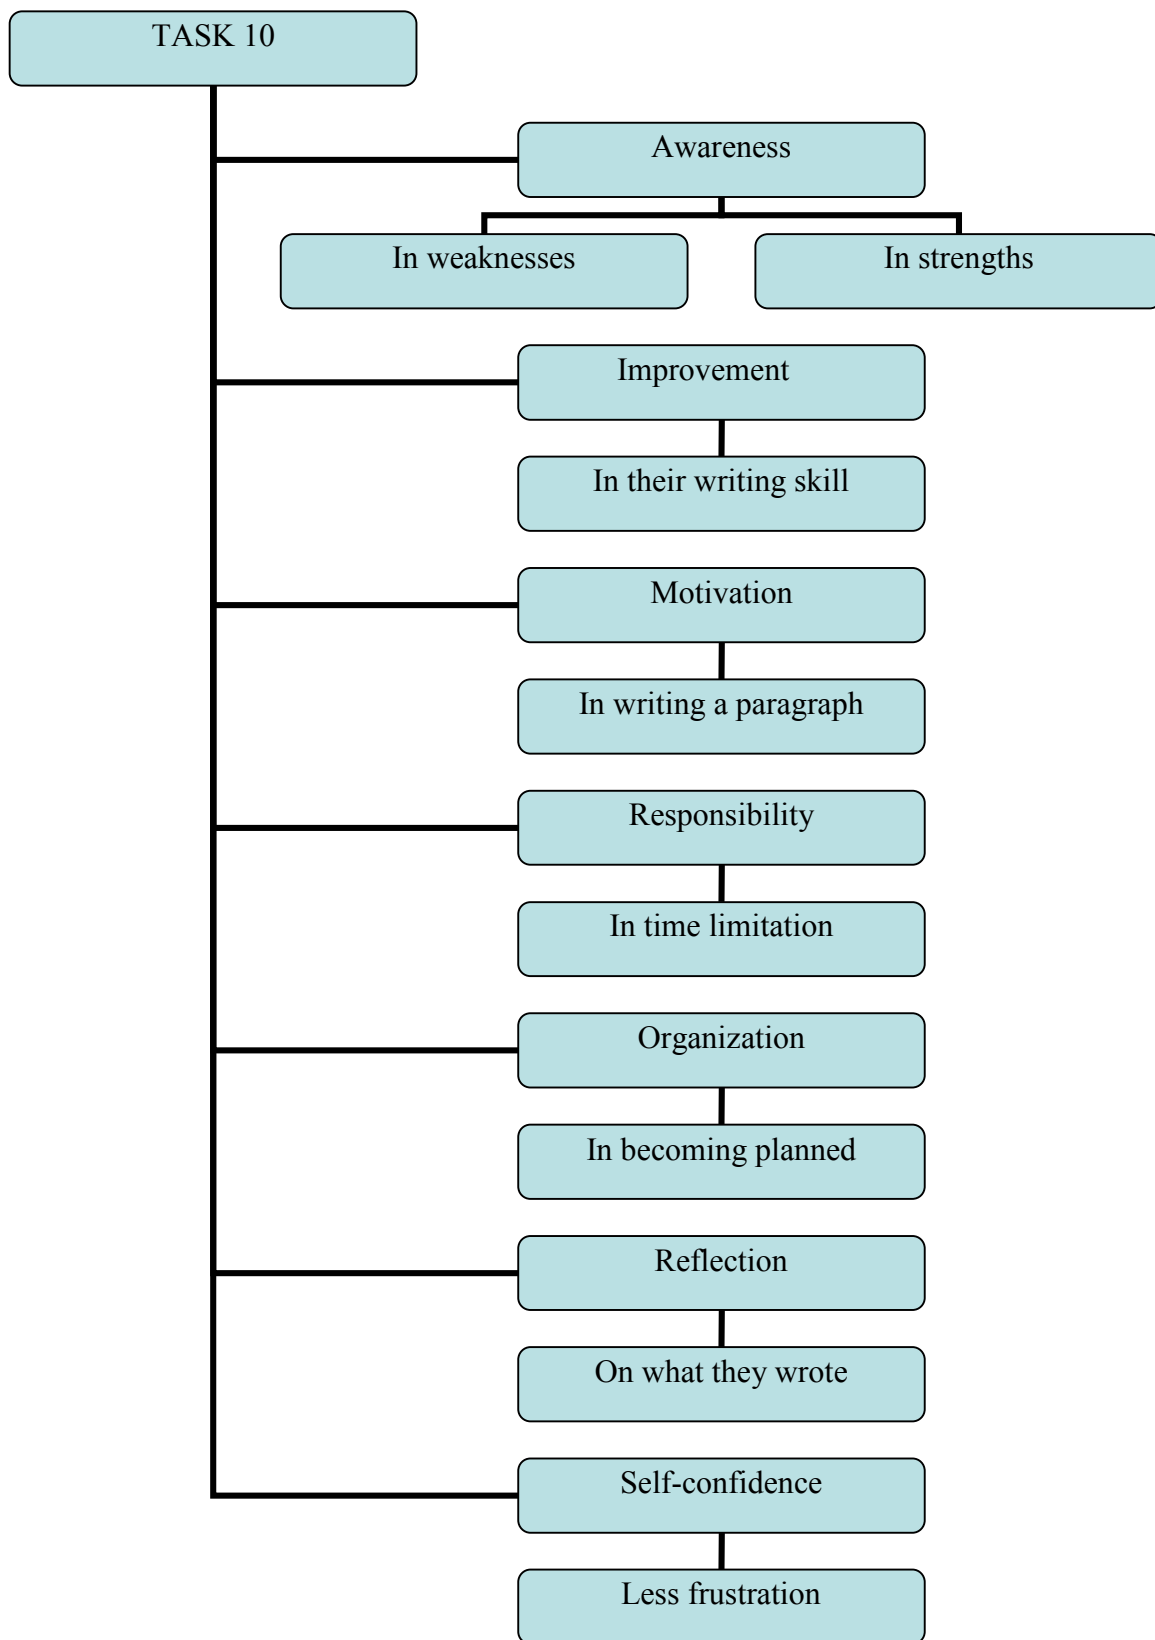 TASK 10
Awareness
In weaknesses
In strengths
Improvement
In their writing skill
Motivation
In writing a paragraph
Responsibility
In time limitation
Organization
In becoming planned
Reflection
On what they wrote
Self-confidence
Less frustration